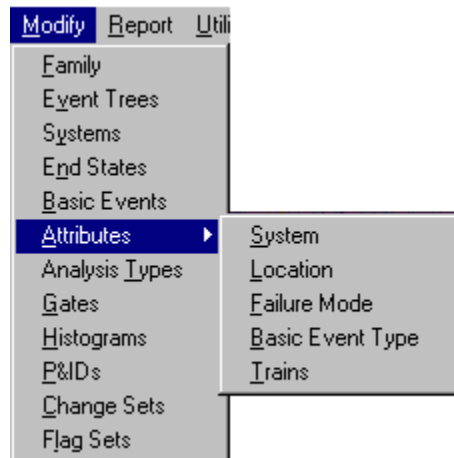 Modify Report Utili
Family
Event Trees
Systems
End States
Basic Events
Attributes
System
Analysis Types
Location
Gates
Failure Mode
Histograms
Basic Event Type
P&IDs
Trains
Change Sets
Flag Sets